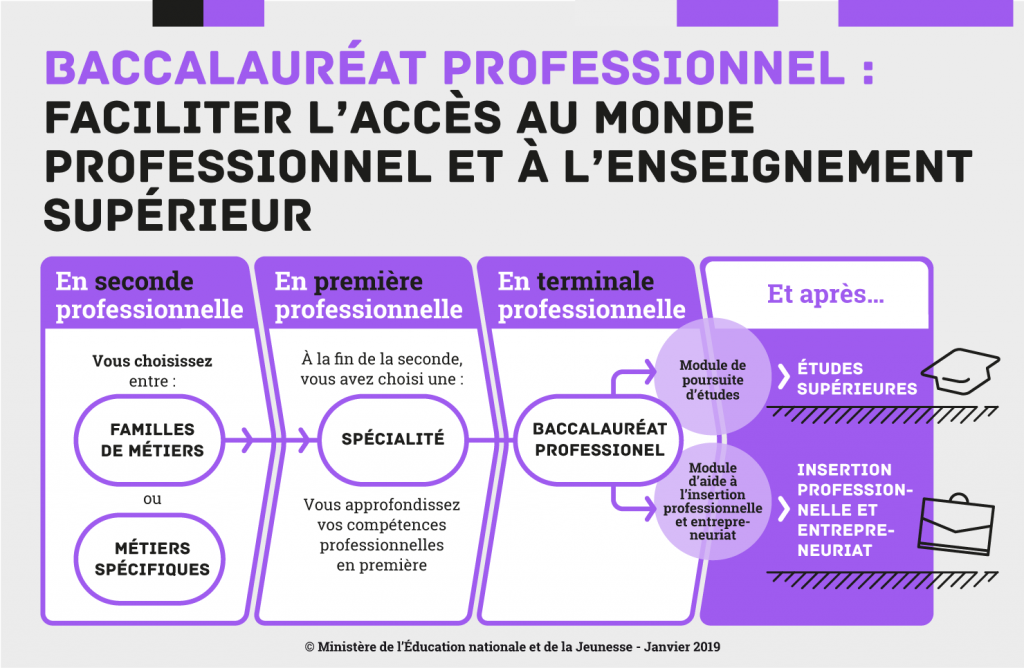 BACCALAURÉAT PROFESSIONNEL :
FACILITER L’ACCÈS AU MONDE
PROFESSIONNEL ET À L’ENSEIGNEMENT
SUPÉRIEUR
En seconde
professionnelle
Vous choisissez
entre :
FAMILLES
DE MÉTIERS
ou
MÉTIERS
SPÉCIFIQUES
En première
professionnelle
À la fin de la seconde,
vous avez choisi une :
SPÉCIALITÉ
Vous approfondissez
vos compétences
professionnelles
en première
En terminale
professionnelle
BACCALAURÉAT
PROFESSIONEL
Module de
poursuite
d’études
Module
d’aide à
l’insertion
professionnelle
et entrepre-
neuriat
Et après...
ÉTUDES
SUPÉRIEURES
INSERTION
PROFESSION-
NELLE ET
ENTREPRE-
NEURIAT
© Ministère de l’Éducation nationale et de la Jeunesse - Janvier 2019